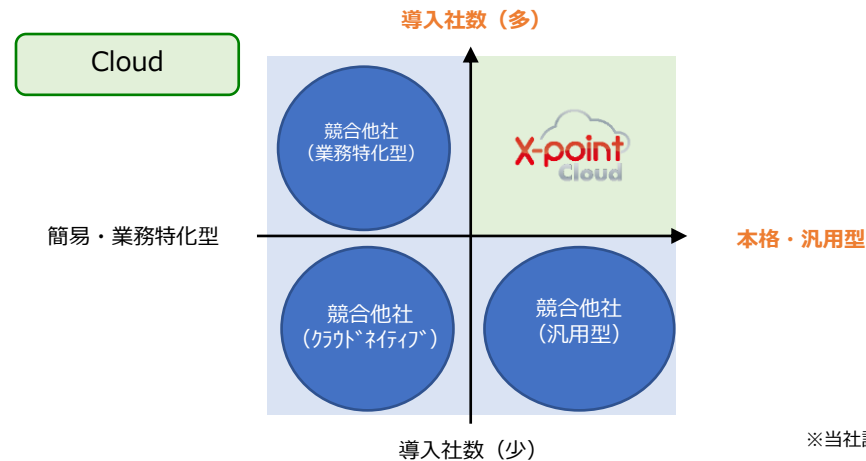 導入社数（多）
Cloud
競合他社
（業務特化型）
X-point
Cloud
簡易・業務特化型
本格・汎用型
競合他社
（ｸﾗｳﾄﾞﾈｲﾃｨﾌﾞ）
競合他社
（汎用型）
導入社数（少）
※当社